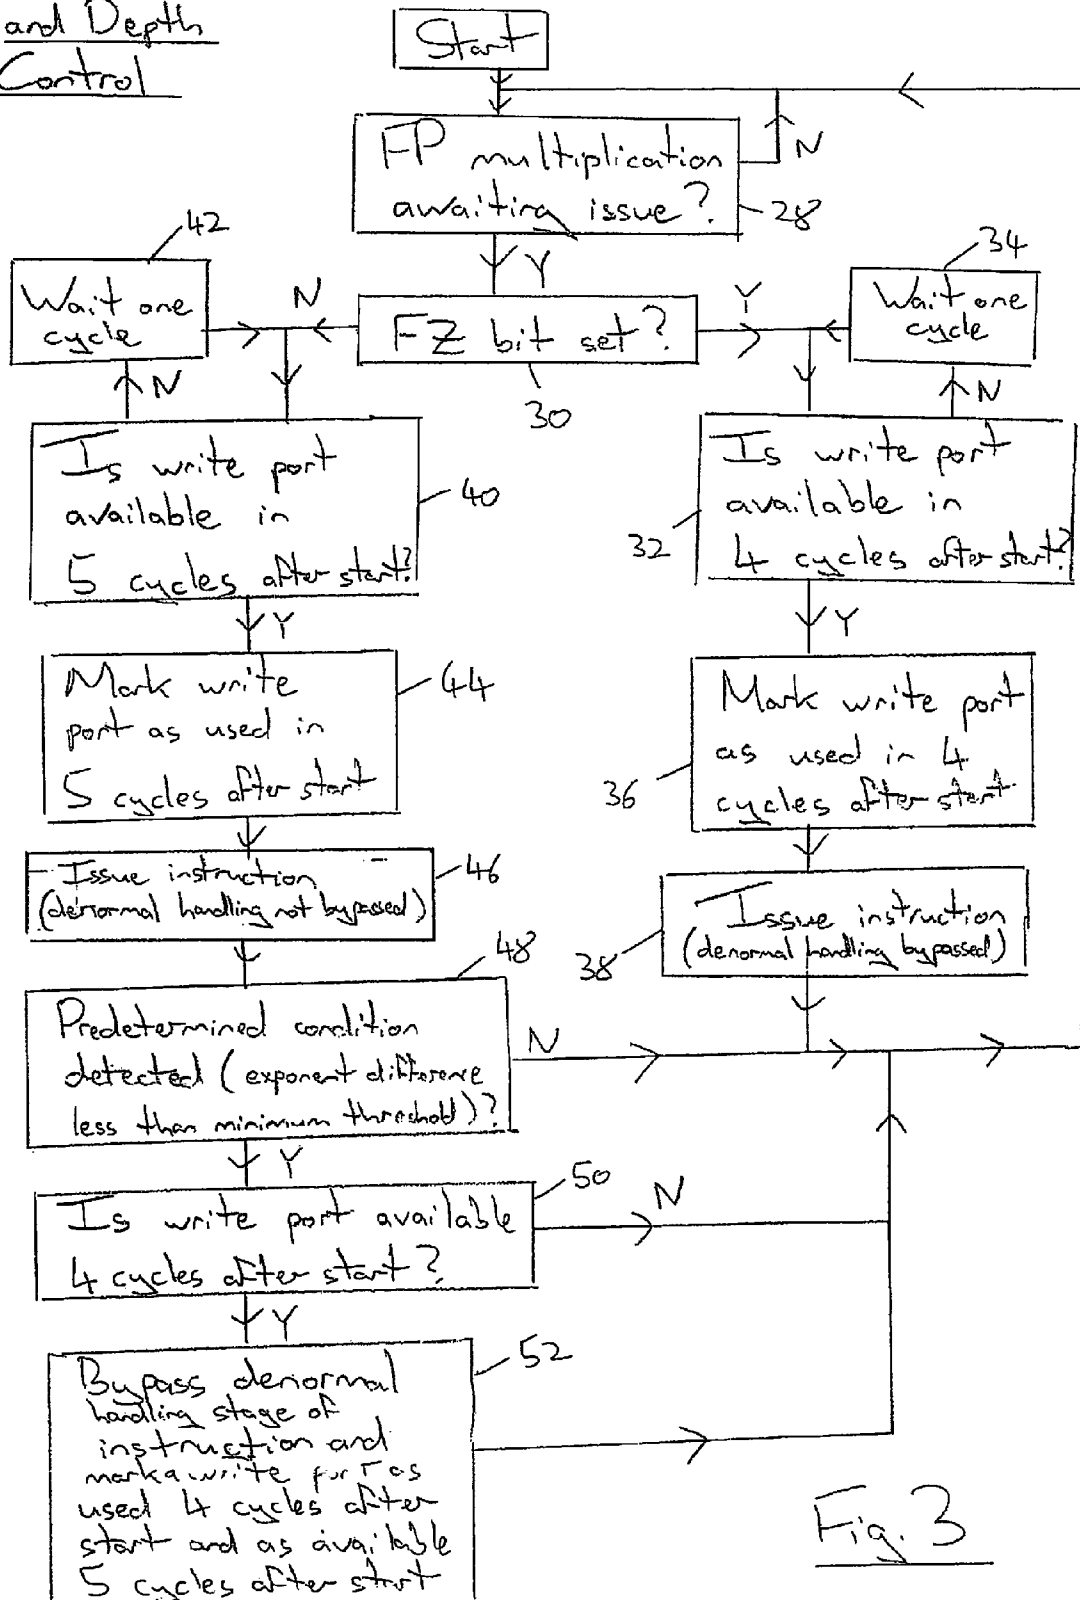 and Depth
Control
Start
FP multiplication
awaiting issue?
N
28
Y
42
Wait one
cycle
N
FZ bit set?
Y
34
Wait one
cycle
N
30
N
Is write port
available in
5 cycles after start?
40
Is write port
available in
4 cycles after start?
32
Y
Y
Mark write
port as used in
5 cycles after start
44
Mark write port
as used in 4
cycles after start
36
Issue instruction
(denormal handling not bypassed)
46
Issue instruction
(denormal handling bypassed)
38
48
Predetermined condition
detected (exponent difference
less than minimum threshold)?
N
Y
50
Is write port available
4 cycles after start?
N
Y
52
Bypass denormal
handling stage of
instruction and
mark a write port as
used 4 cycles after
start and as available
5 cycles after start
Fig. 3